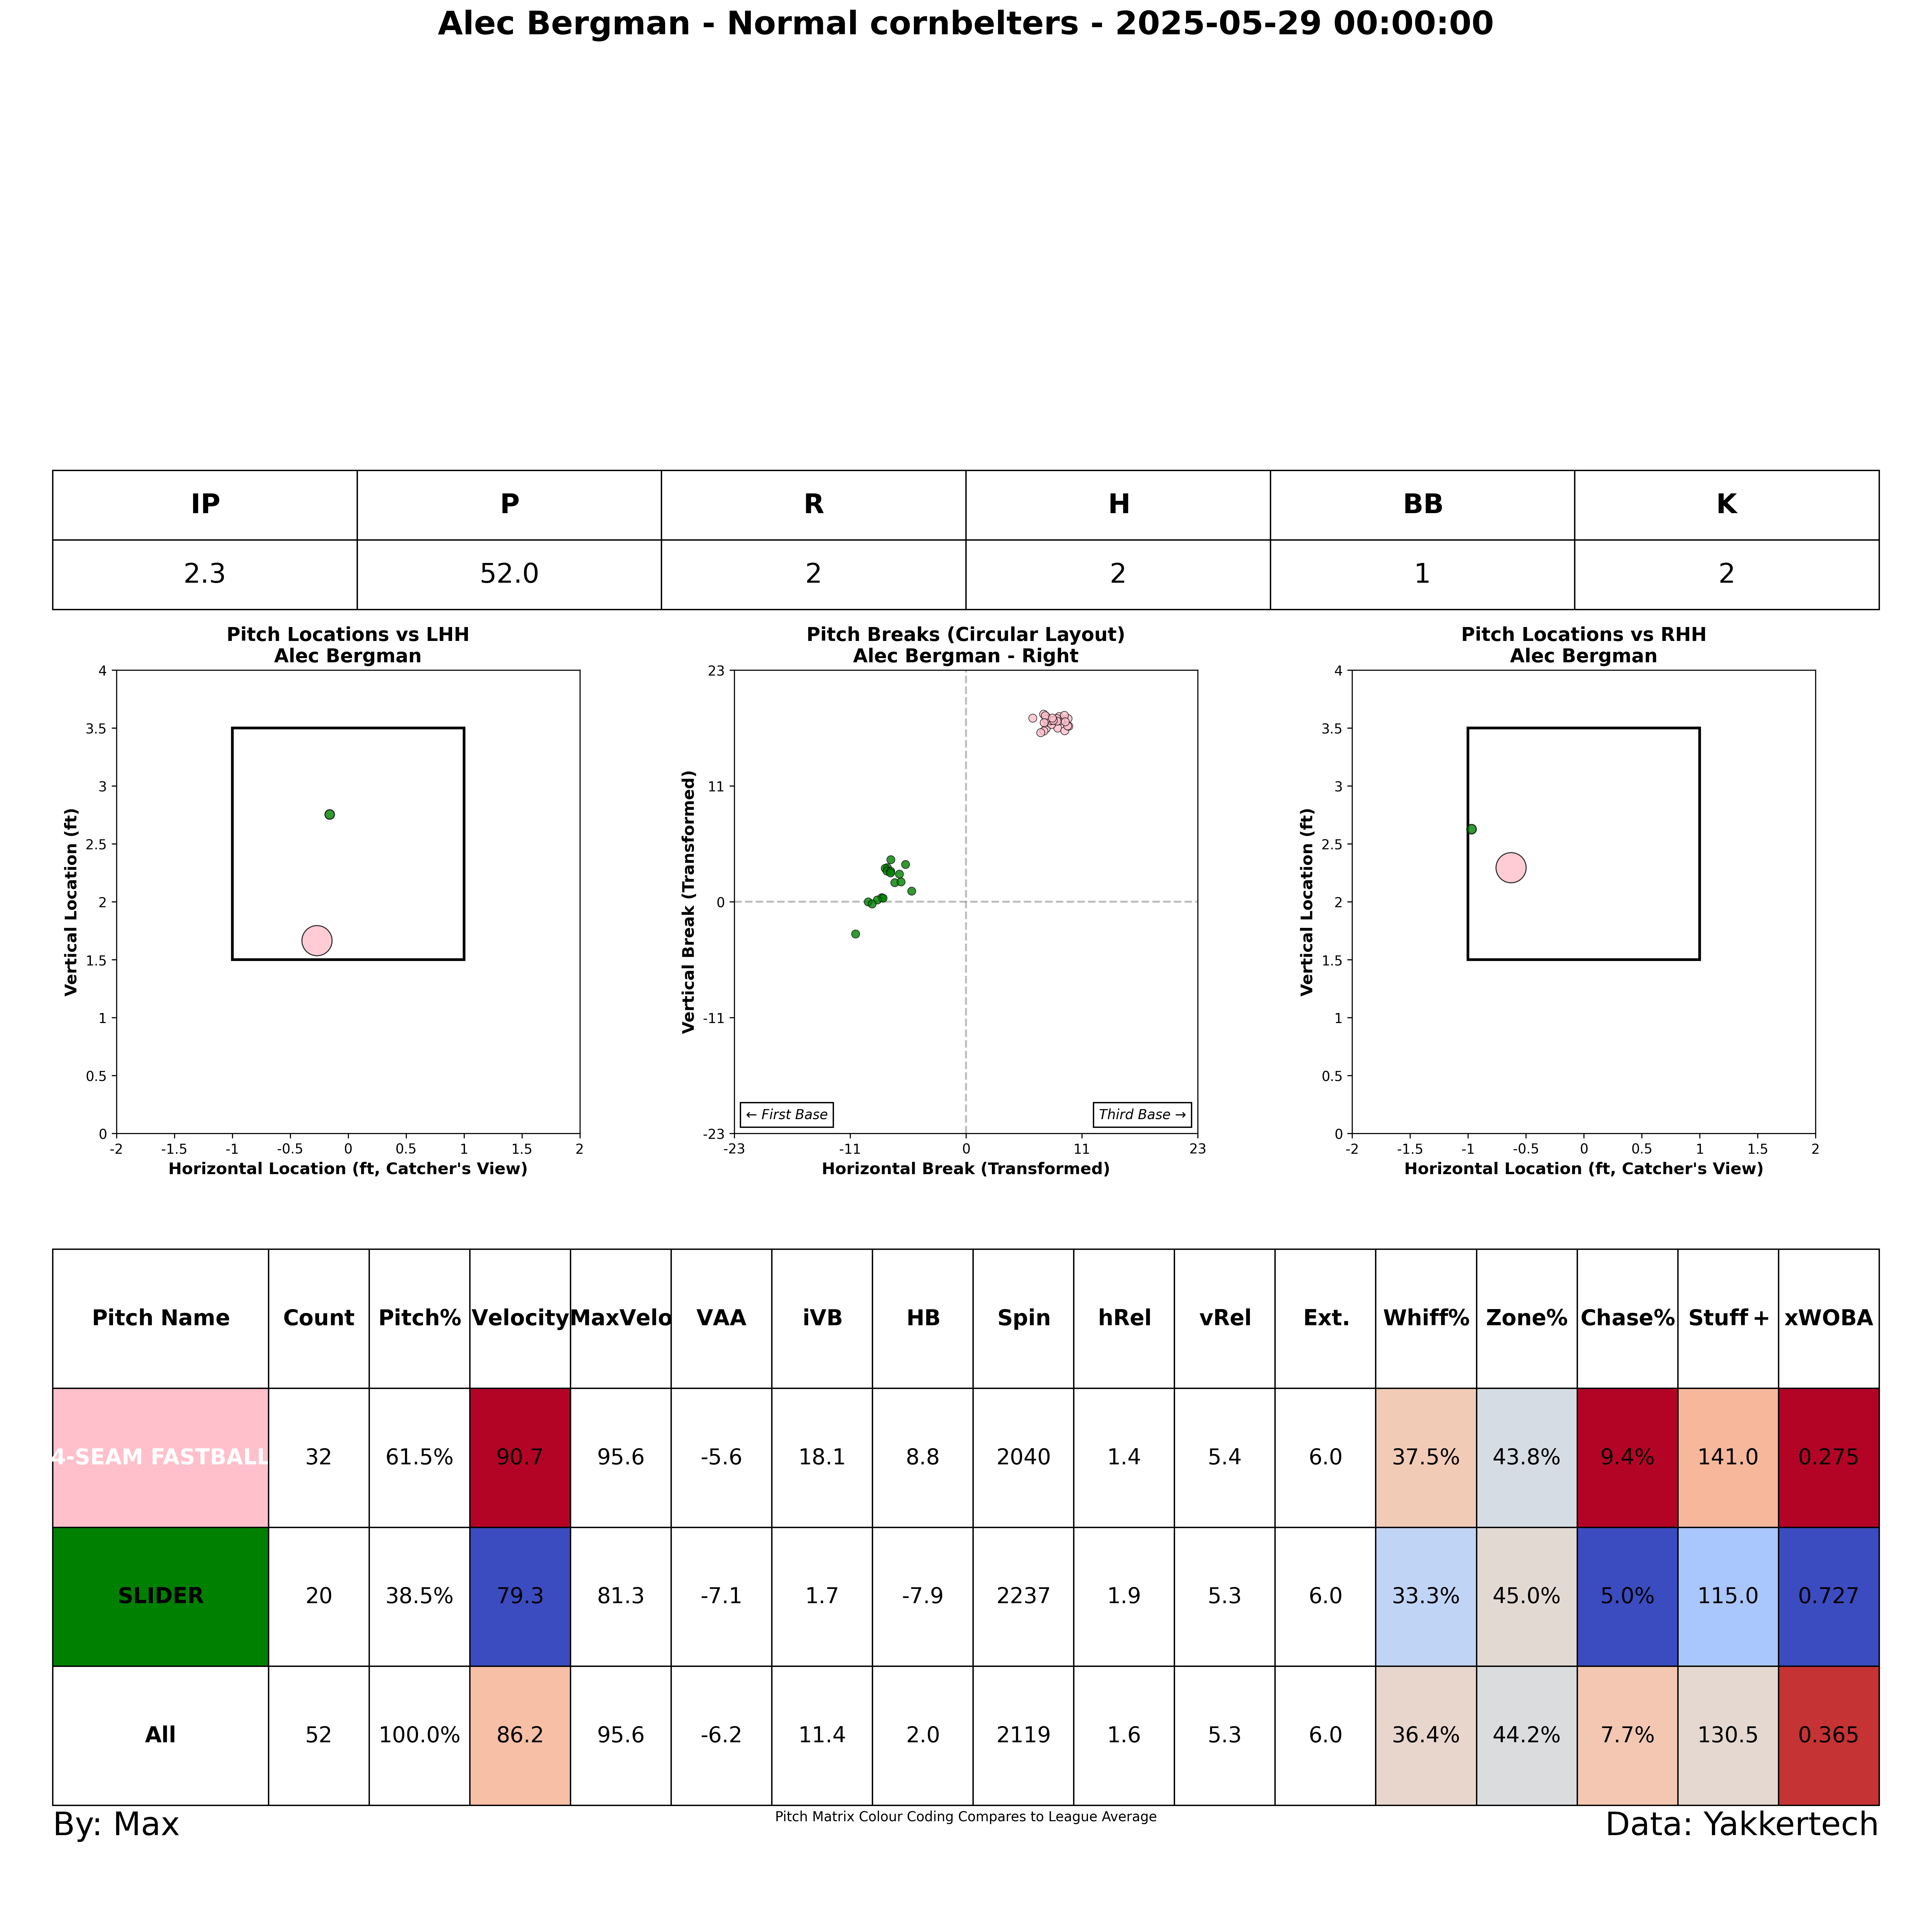 Alec Bergman - Normal cornbelters - 2025-05-29 00:00:00
IP P R H BB K
2.3 52.0 2 2 1 2
Pitch Locations vs LHH
Alec Bergman
4
3.5
3
2.5
2
1.5
1
0.5
0
-2 -1.5 -1 -0.5 0 0.5 1 1.5 2
Vertical Location (ft)
Horizontal Location (ft, Catcher's View)
Pitch Breaks (Circular Layout)
Alec Bergman - Right
23
11
0
-11
-23
-23 -11 0 11 23
Vertical Break (Transformed)
← First Base
Third Base →
Horizontal Break (Transformed)
Pitch Locations vs RHH
Alec Bergman
4
3.5
3
2.5
2
1.5
1
0.5
0
-2 -1.5 -1 -0.5 0 0.5 1 1.5 2
Vertical Location (ft)
Horizontal Location (ft, Catcher's View)
Pitch Name Count Pitch% Velocity MaxVelo VAA iVB HB Spin hRel vRel Ext. Whiff% Zone% Chase% Stuff+ xWOBA
4-SEAM FASTBALL 32 61.5% 90.7 95.6 -5.6 18.1 8.8 2040 1.4 5.4 6.0 37.5% 43.8% 9.4% 141.0 0.275
SLIDER 20 38.5% 79.3 81.3 -7.1 1.7 -7.9 2237 1.9 5.3 6.0 33.3% 45.0% 5.0% 115.0 0.727
All 52 100.0% 86.2 95.6 -6.2 11.4 2.0 2119 1.6 5.3 6.0 36.4% 44.2% 7.7% 130.5 0.365
By: Max
Pitch Matrix Colour Coding Compares to League Average
Data: Yakkertech